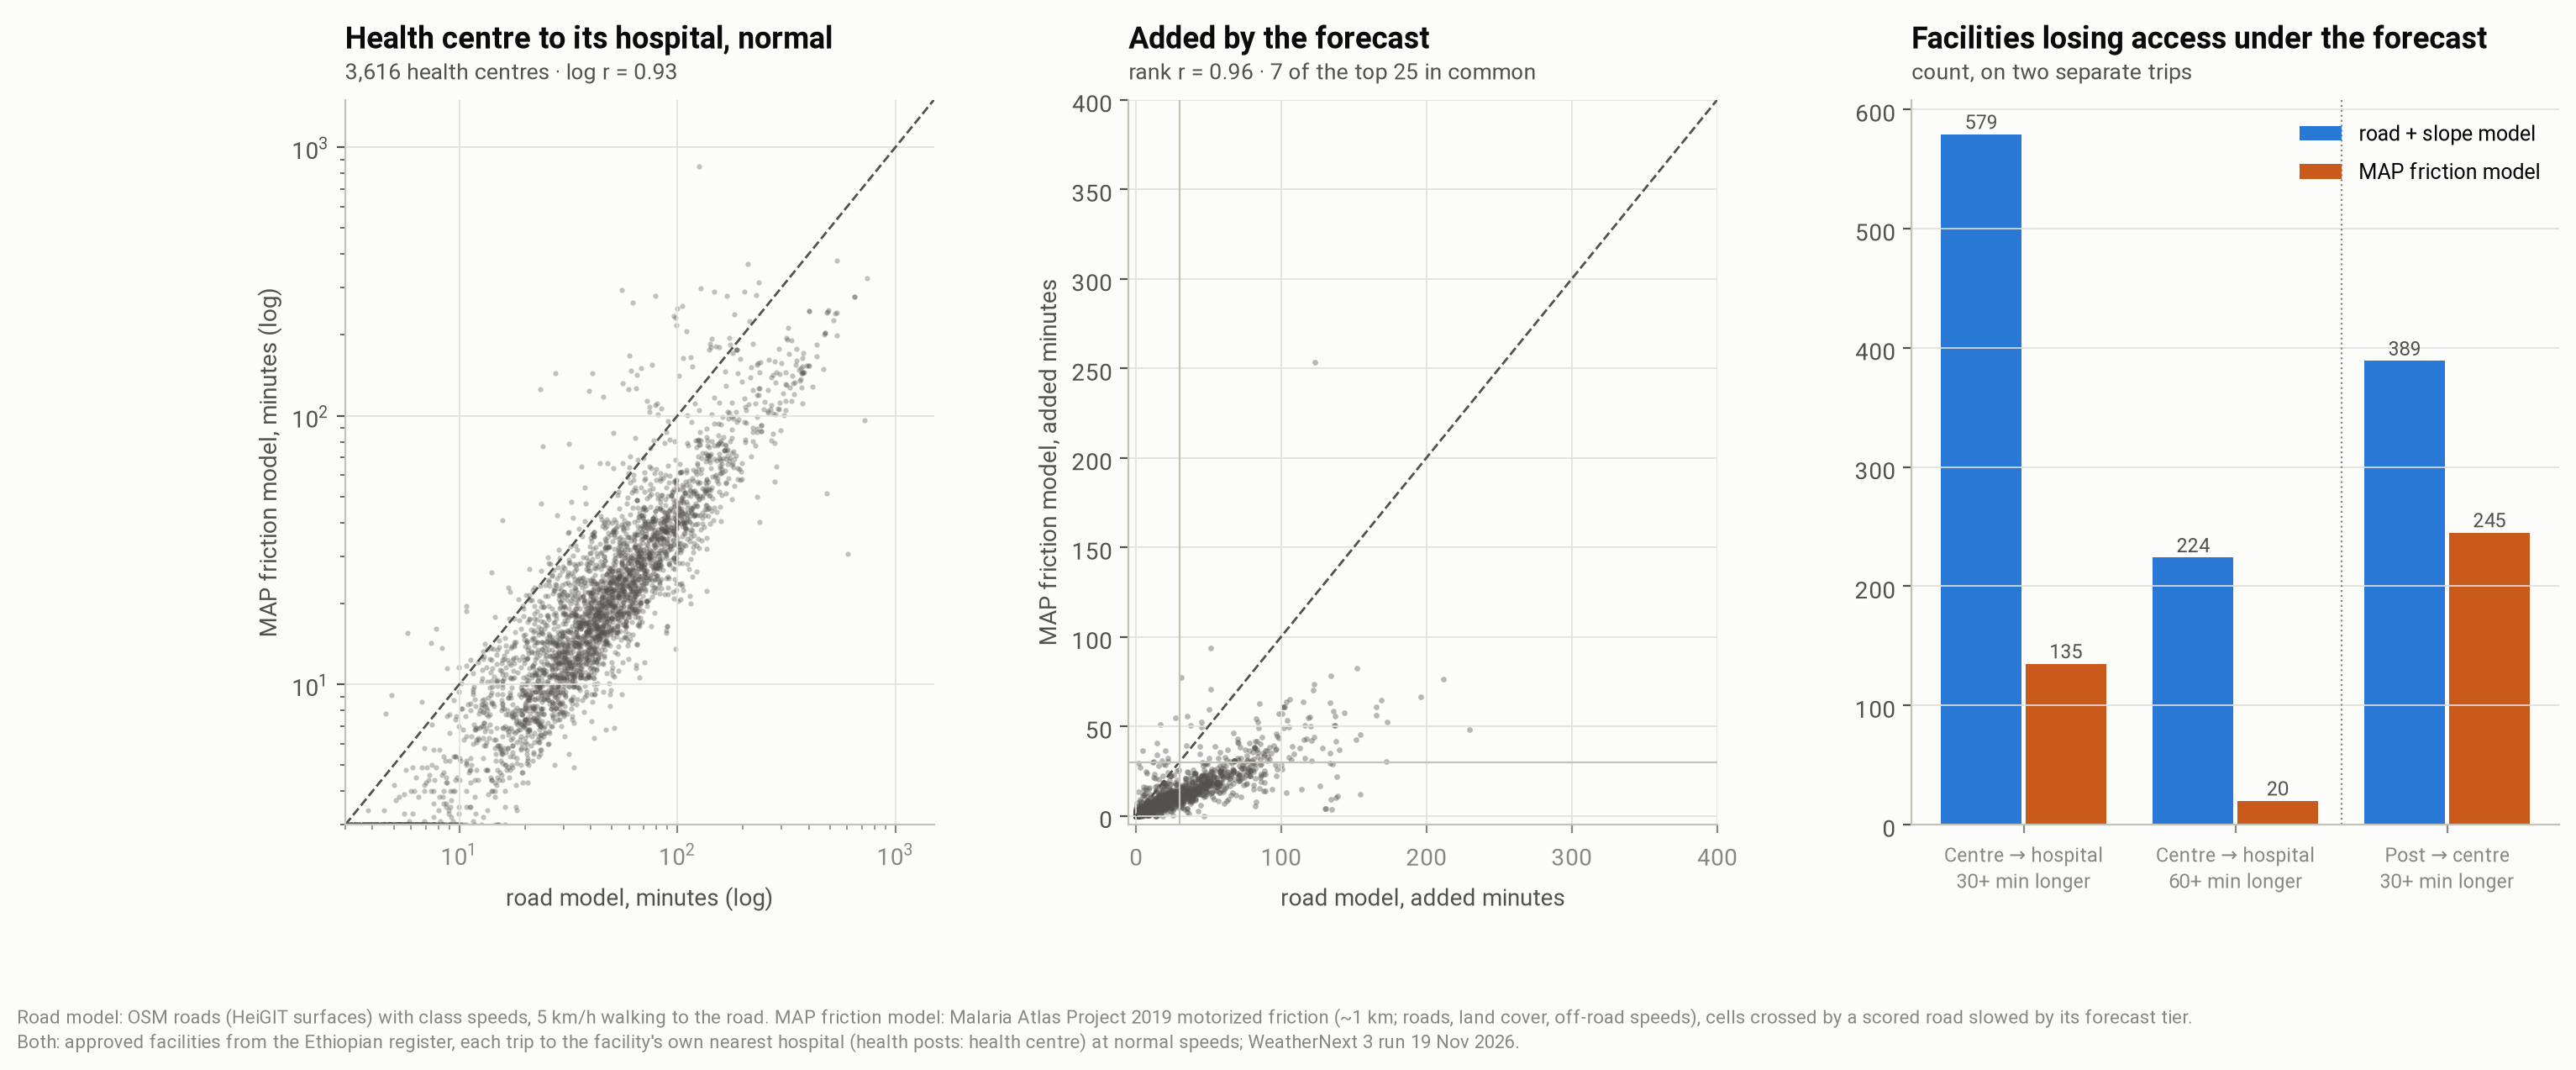 Health centre to its hospital, normal
3,616 health centres · log r = 0.93
MAP friction model, minutes (log)
10³
10²
10¹
10¹
10²
10³
road model, minutes (log)
Added by the forecast
rank r = 0.96 · 7 of the top 25 in common
MAP friction model, added minutes
400
350
300
250
200
150
100
50
0
0
100
200
300
400
road model, added minutes
Facilities losing access under the forecast
count, on two separate trips
600
500
400
300
200
100
0
road + slope model
MAP friction model
579
135
224
20
389
245
Centre → hospital
30+ min longer
Centre → hospital
60+ min longer
Post → centre
30+ min longer
Road model: OSM roads (HeiGIT surfaces) with class speeds, 5 km/h walking to the road. MAP friction model: Malaria Atlas Project 2019 motorized friction (~1 km; roads, land cover, off-road speeds), cells crossed by a scored road slowed by its forecast tier.
Both: approved facilities from the Ethiopian register, each trip to the facility's own nearest hospital (health posts: health centre) at normal speeds; WeatherNext 3 run 19 Nov 2026.